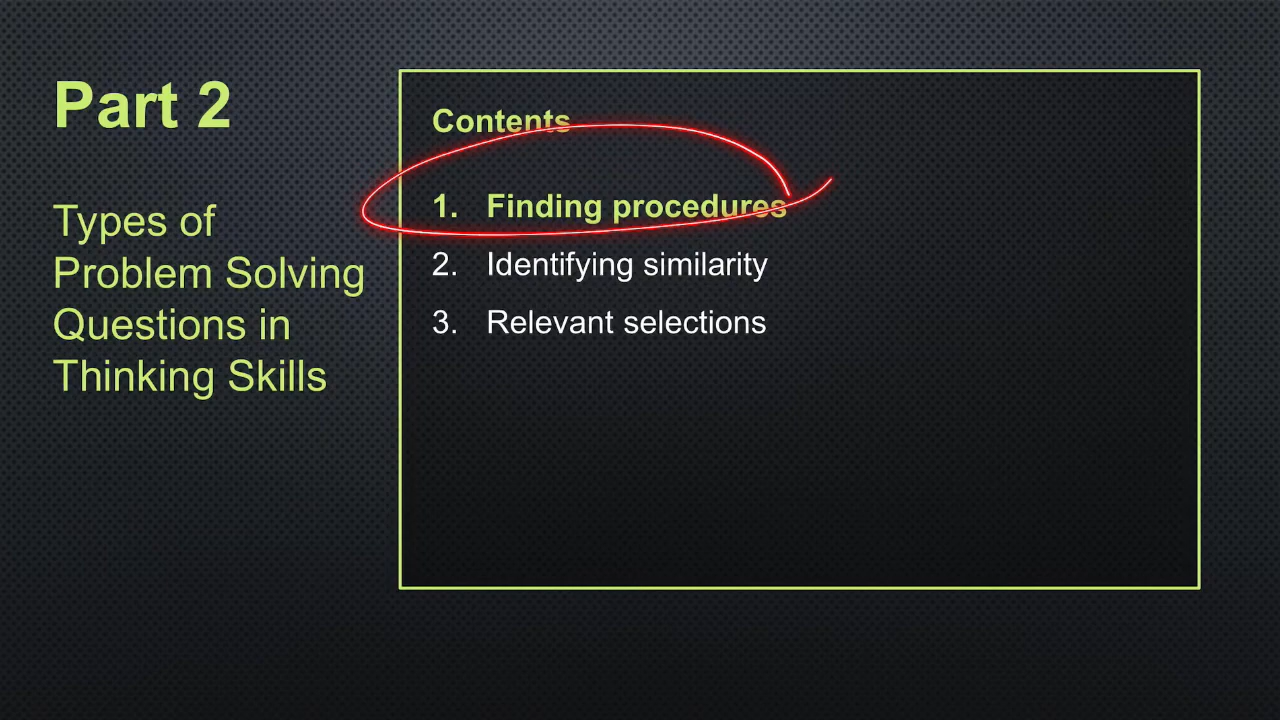 Part 2
Types of
Problem Solving
Questions in
Thinking Skills
Contents
1. Finding procedures
2. Identifying similarity
3. Relevant selections